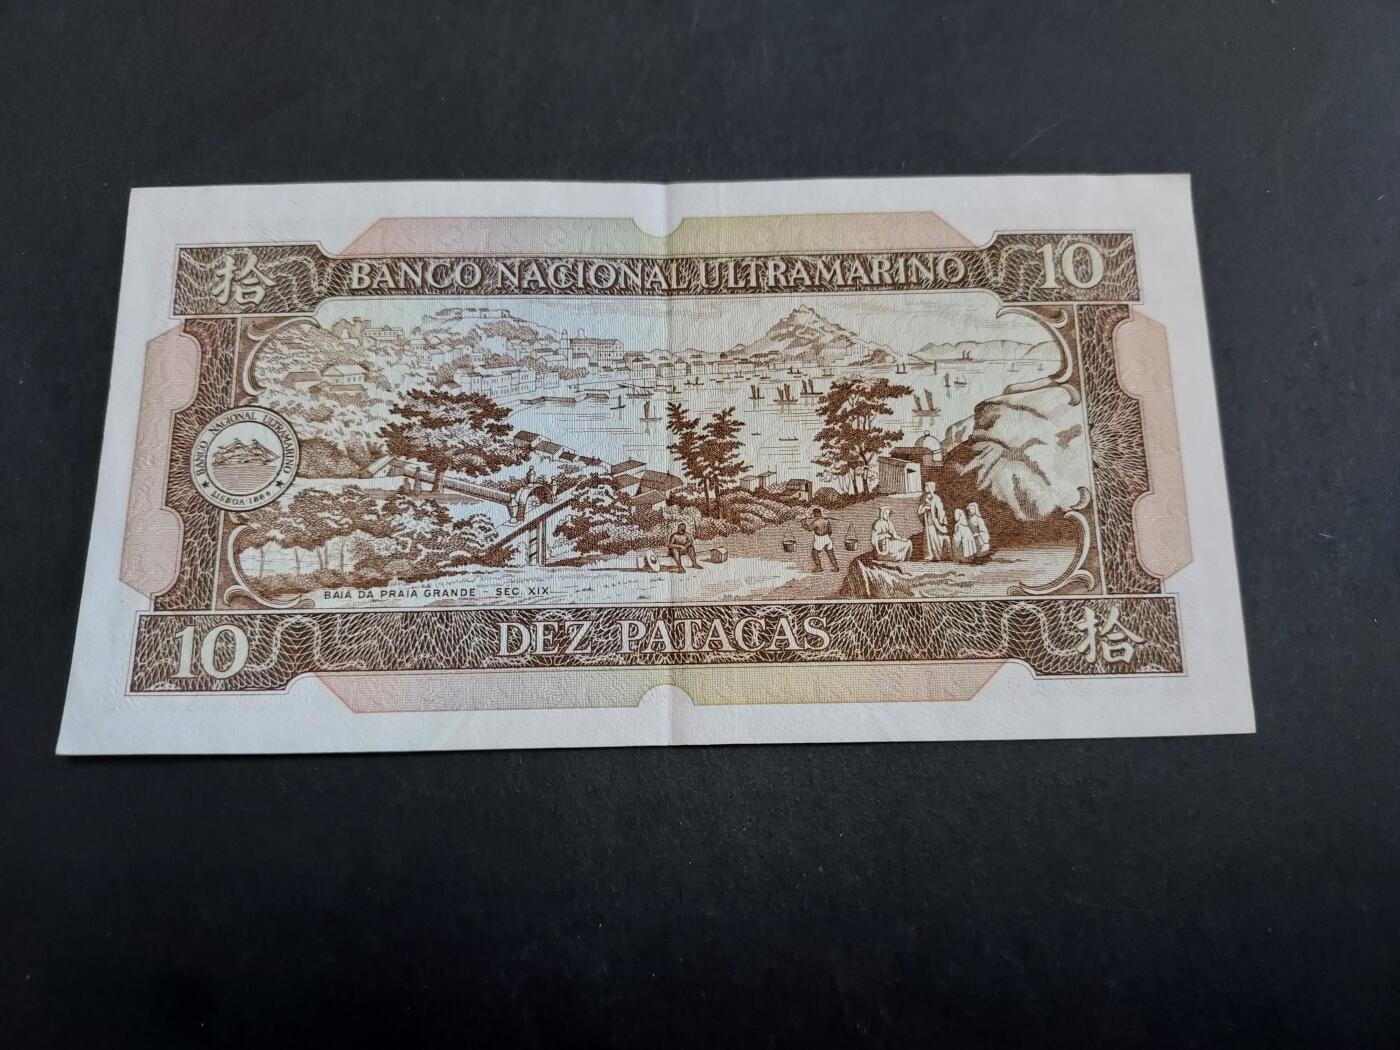 拾 BANCO NACIONAL ULTRAMARINO 10
BANCO NACIONAL ULTRAMARINO
★ LISBOA 1864 ★
BAIA DA PRAIA GRANDE - SEC. XIX
10 DEZ PATACAS 拾